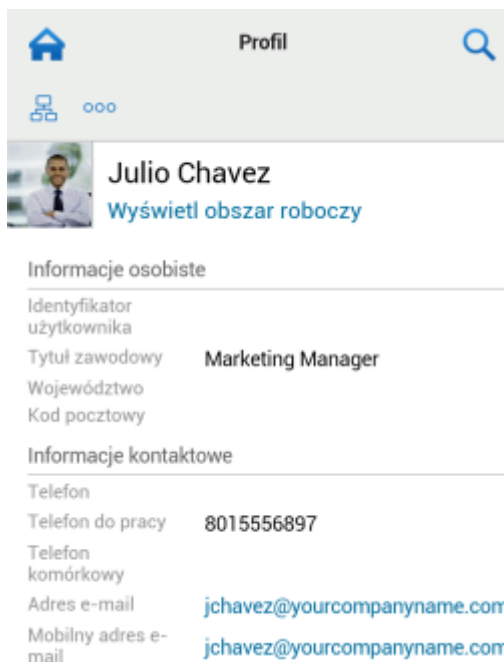 Profil
ooo
Julio Chavez
Wyświetl obszar roboczy
Informacje osobiste
Identyfikator
użytkownika
Tytuł zawodowy Marketing Manager
Województwo
Kod pocztowy
Informacje kontaktowe
Telefon
Telefon do pracy 8015556897
Telefon
komórkowy
Adres e-mail jchavez@yourcompanyname.com
Mobilny adres e- jchavez@yourcompanyname.com
mail